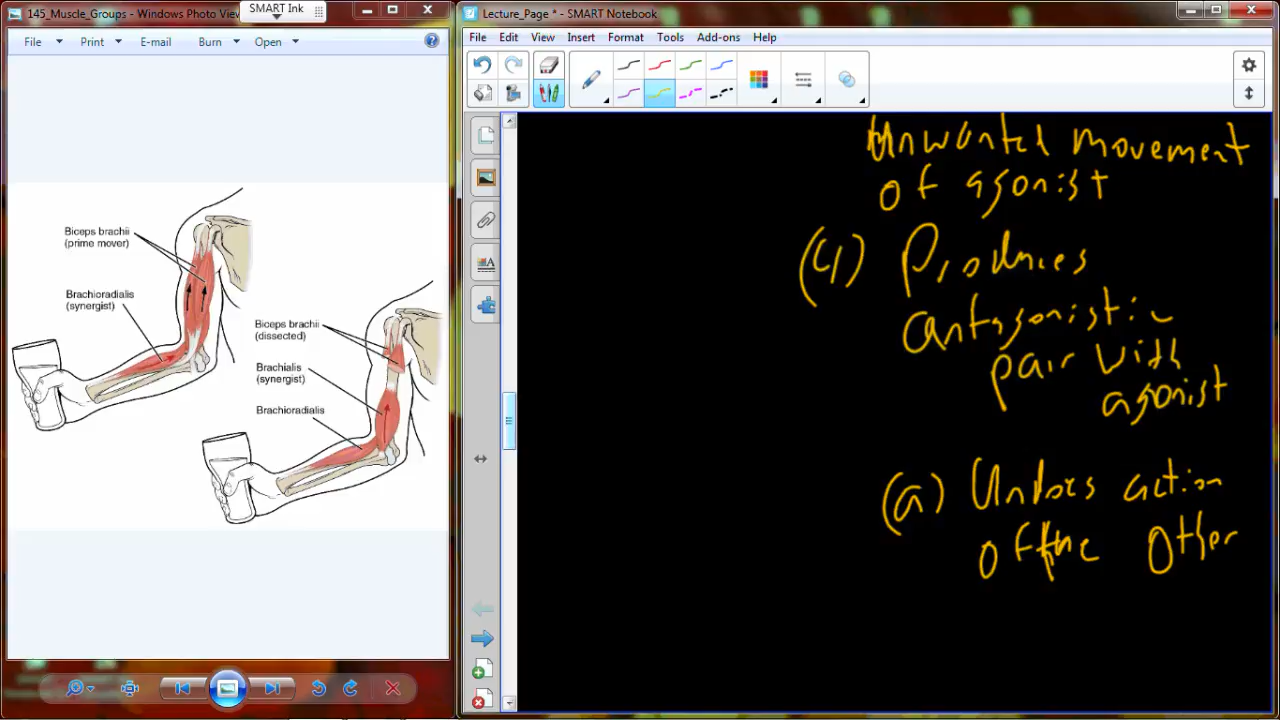 145_Muscle_Groups - Windows Photo View
SMART Ink
File Print E-mail Burn Open
Biceps brachii
(prime mover)
Brachioradialis
(synergist)
Biceps brachii
(dissected)
Brachialis
(synergist)
Brachioradialis
Lecture_Page * - SMART Notebook
File Edit View Insert Format Tools Add-ons Help
Unwanted movement
of agonist
(4) Produces
antagonistic
pair with
agonist
(a) Undoes action
of the other